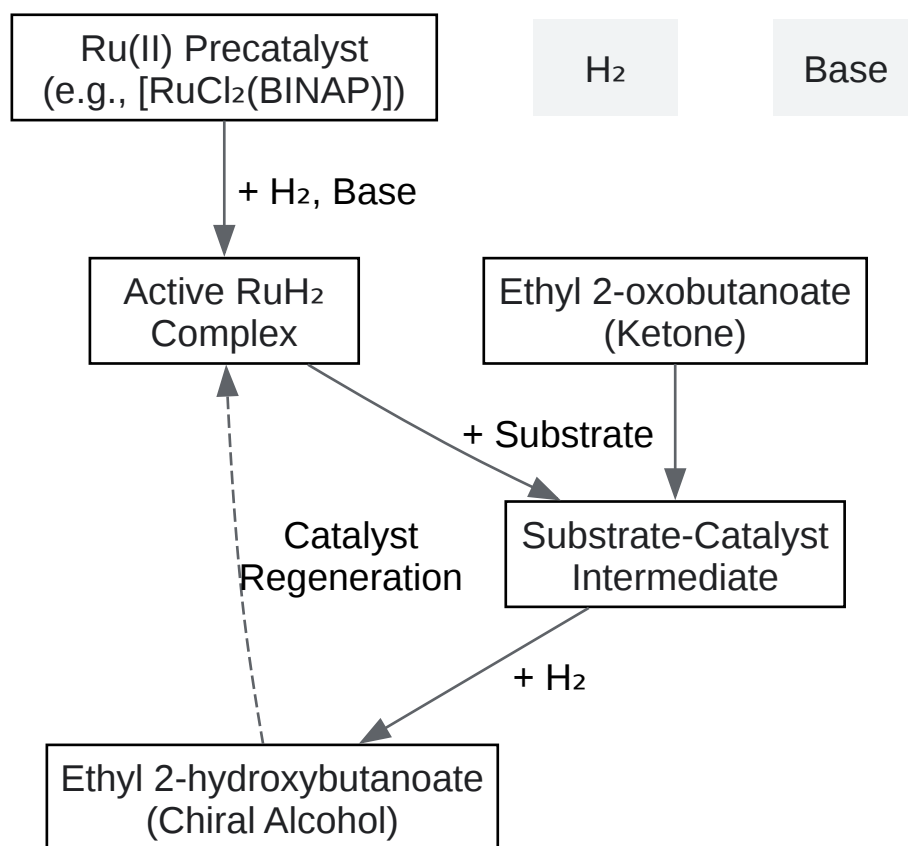 Ru(II) Precatalyst
(e.g., [RuCl₂(BINAP)])
H₂
Base
+ H₂, Base
Active RuH₂
Complex
Ethyl 2-oxobutanoate
(Ketone)
+ Substrate
Catalyst
Regeneration
Substrate-Catalyst
Intermediate
+ H₂
Ethyl 2-hydroxybutanoate
(Chiral Alcohol)